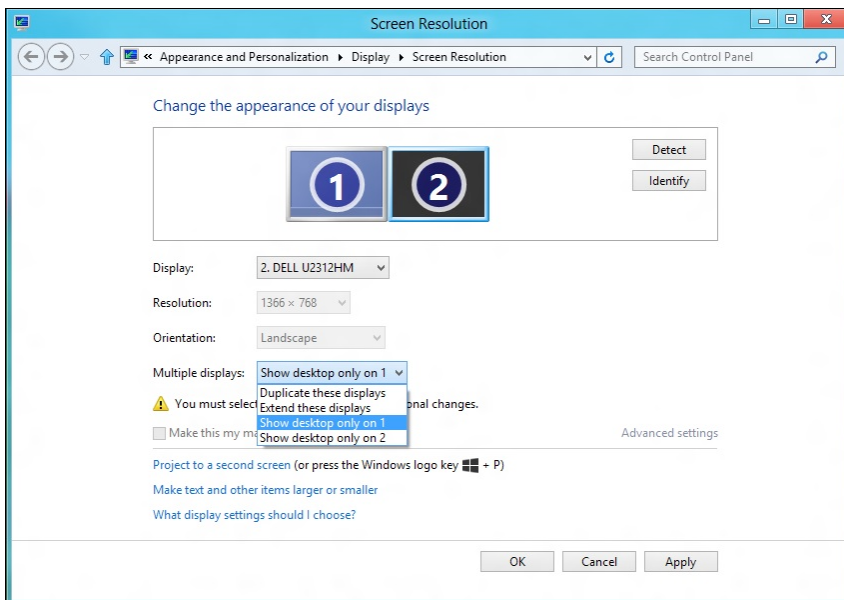 Screen Resolution
« Appearance and Personalization Display Screen Resolution
Search Control Panel
Change the appearance of your displays
1 2
Detect
Identify
Display: 2. DELL U2312HM
Resolution: 1366 × 768
Orientation: Landscape
Multiple displays: Show desktop only on 1
Duplicate these displays
Extend these displays
Show desktop only on 1
Show desktop only on 2
You must onal changes.
Make this my Advanced settings
Project to a second screen (or press the Windows logo key + P)
Make text and other items larger or smaller
What display settings should I choose?
OK Cancel Apply